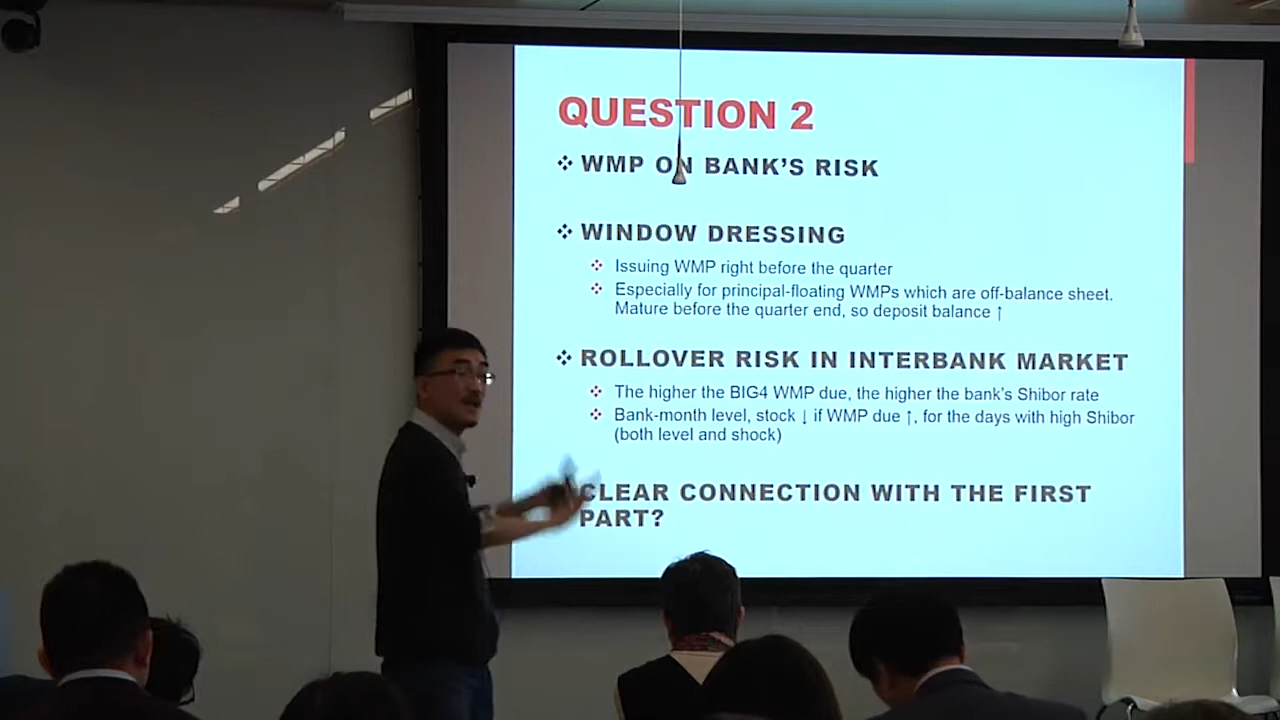 QUESTION 2
WMP ON BANK'S RISK
WINDOW DRESSING
Issuing WMP right before the quarter
Especially for principal-floating WMPs which are off-balance sheet.
Mature before the quarter end, so deposit balance ↑
ROLLOVER RISK IN INTERBANK MARKET
The higher the BIG4 WMP due, the higher the bank's Shibor rate
Bank-month level, stock ↓ if WMP due ↑, for the days with high Shibor
(both level and shock)
CLEAR CONNECTION WITH THE FIRST
PART?